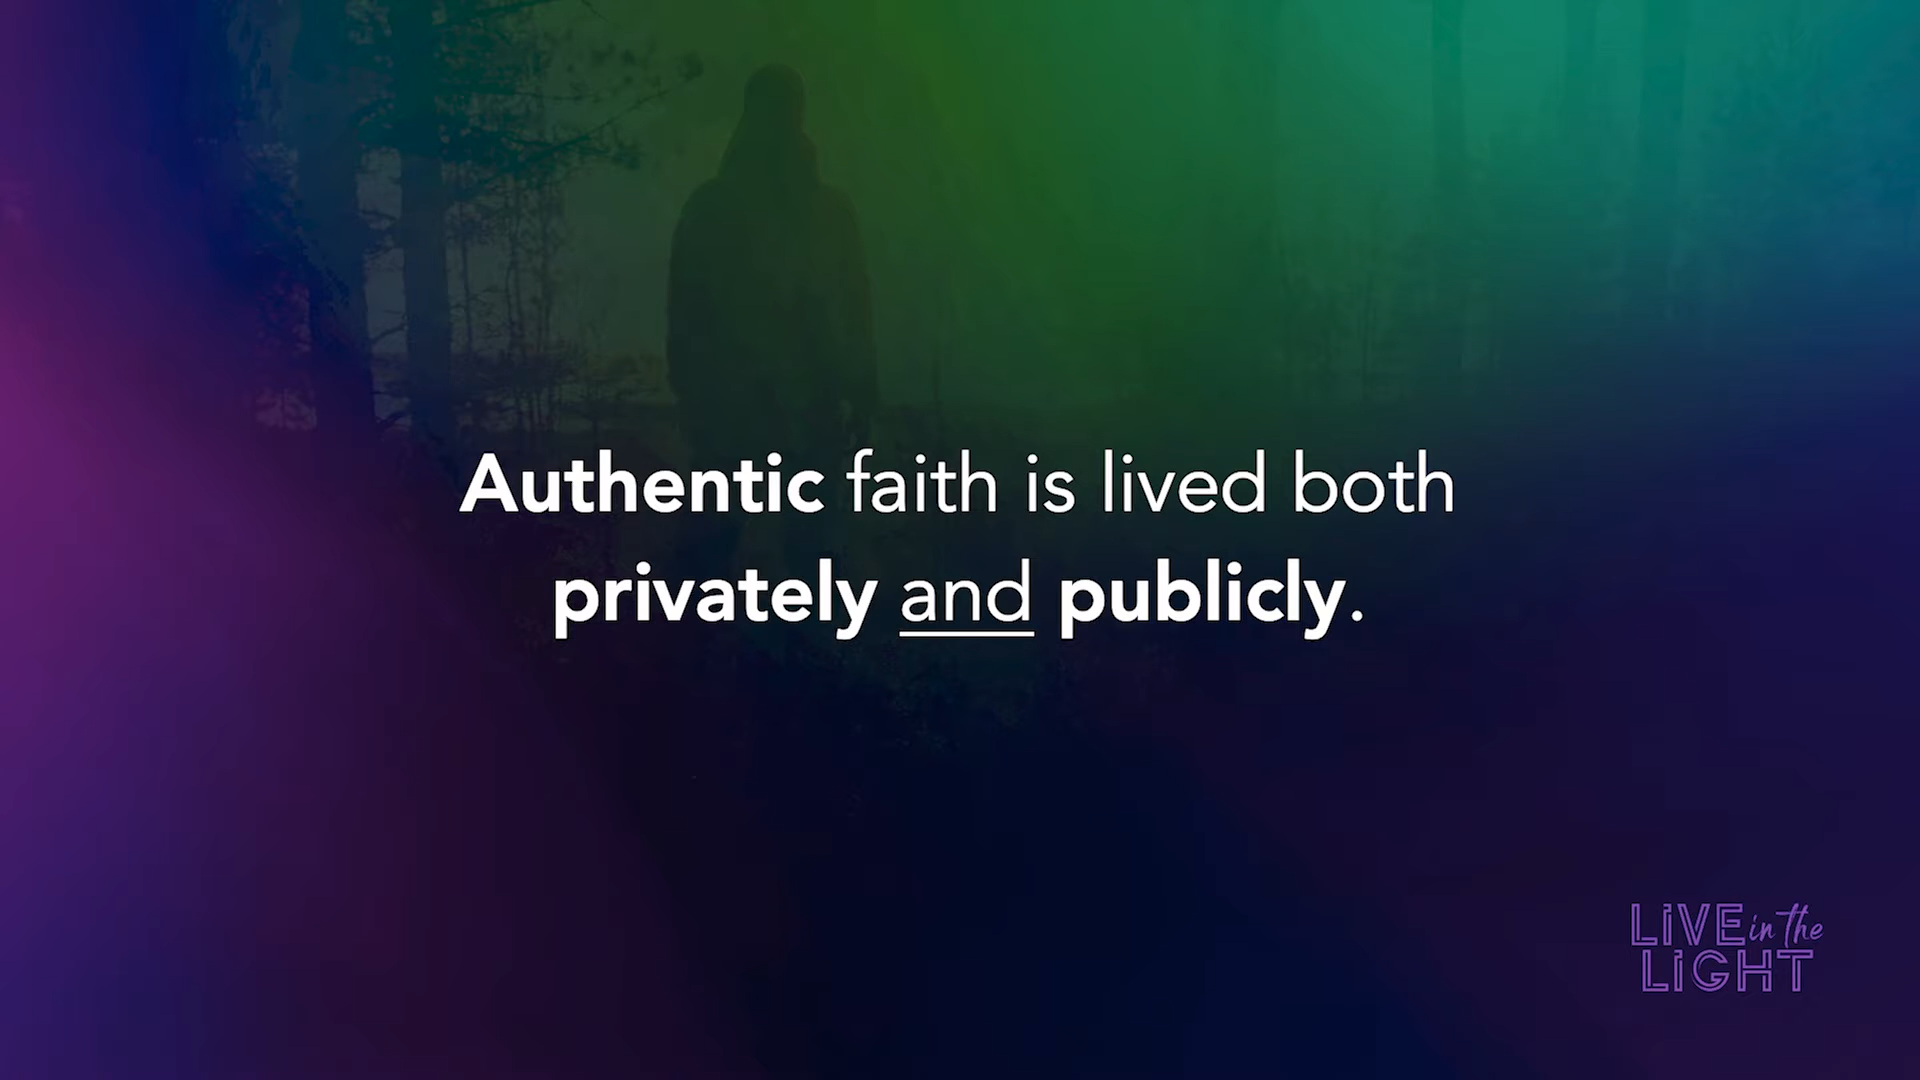 Authentic faith is lived both
privately and publicly.
LIVE in the
LIGHT